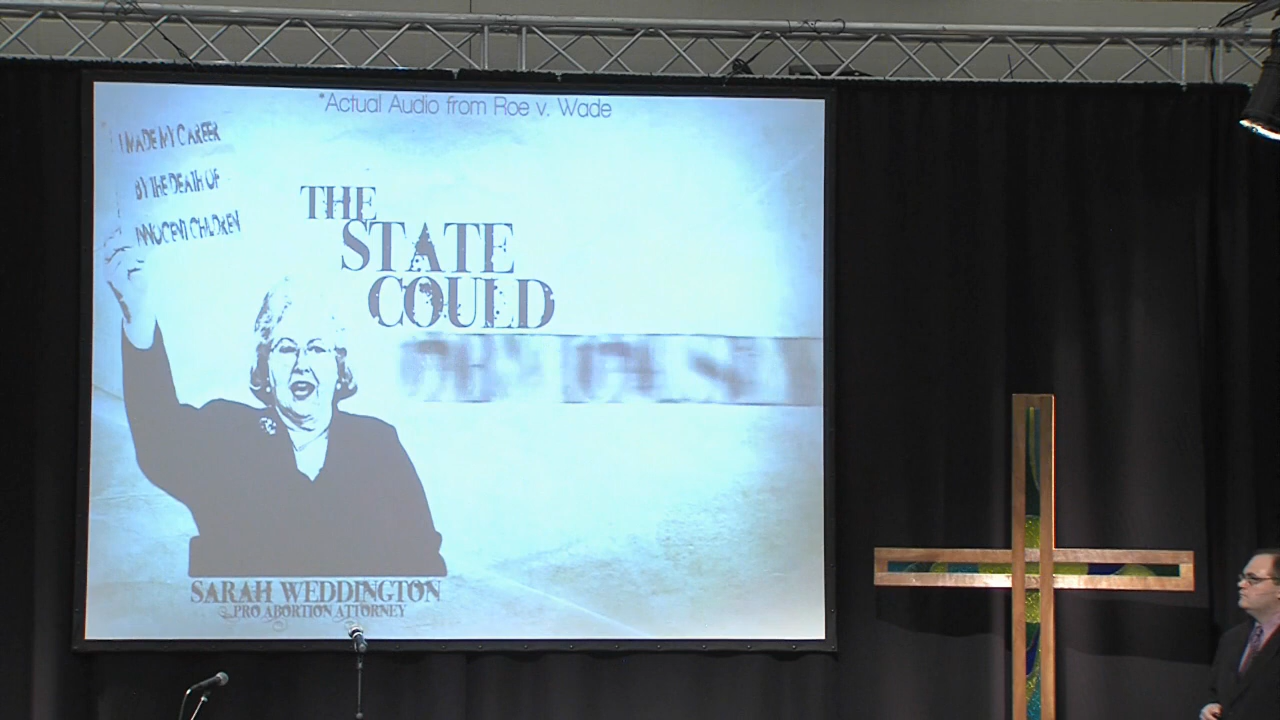 *Actual Audio from Roe v. Wade
I MADE MY CAREER
BY THE DEATH OF
INNOCENT CHILDREN
THE
STATE
COULD
SARAH WEDDINGTON
PRO ABORTION ATTORNEY